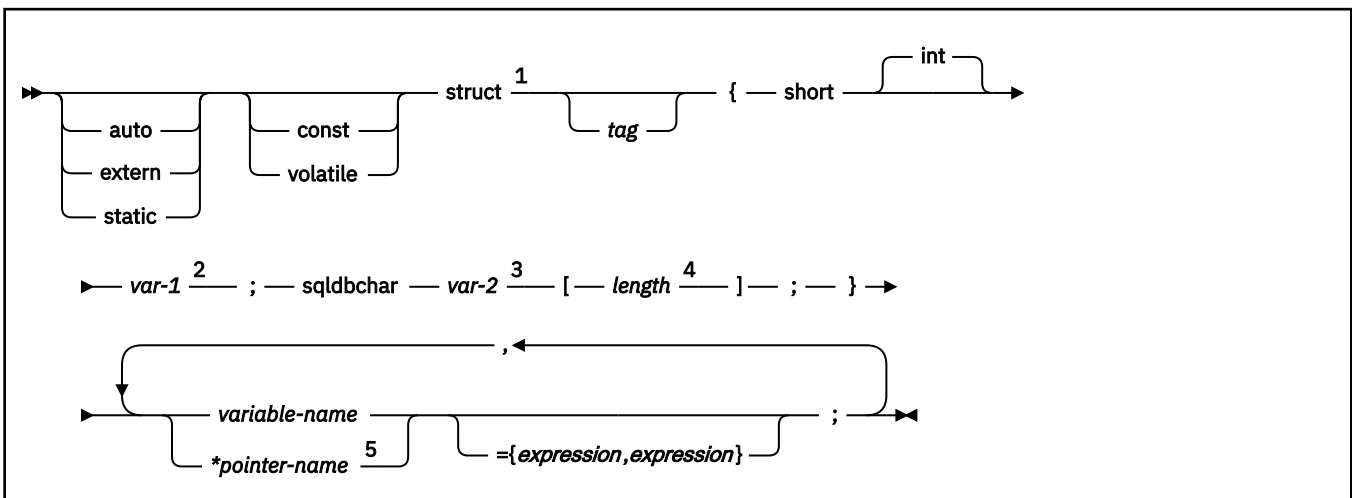 int
struct 1 { short
auto const tag
extern volatile
static
var-1 2 ; sqldbchar var-2 3 [ length 4 ] ; }
,
variable-name ;
*pointer-name 5 ={expression,expression}